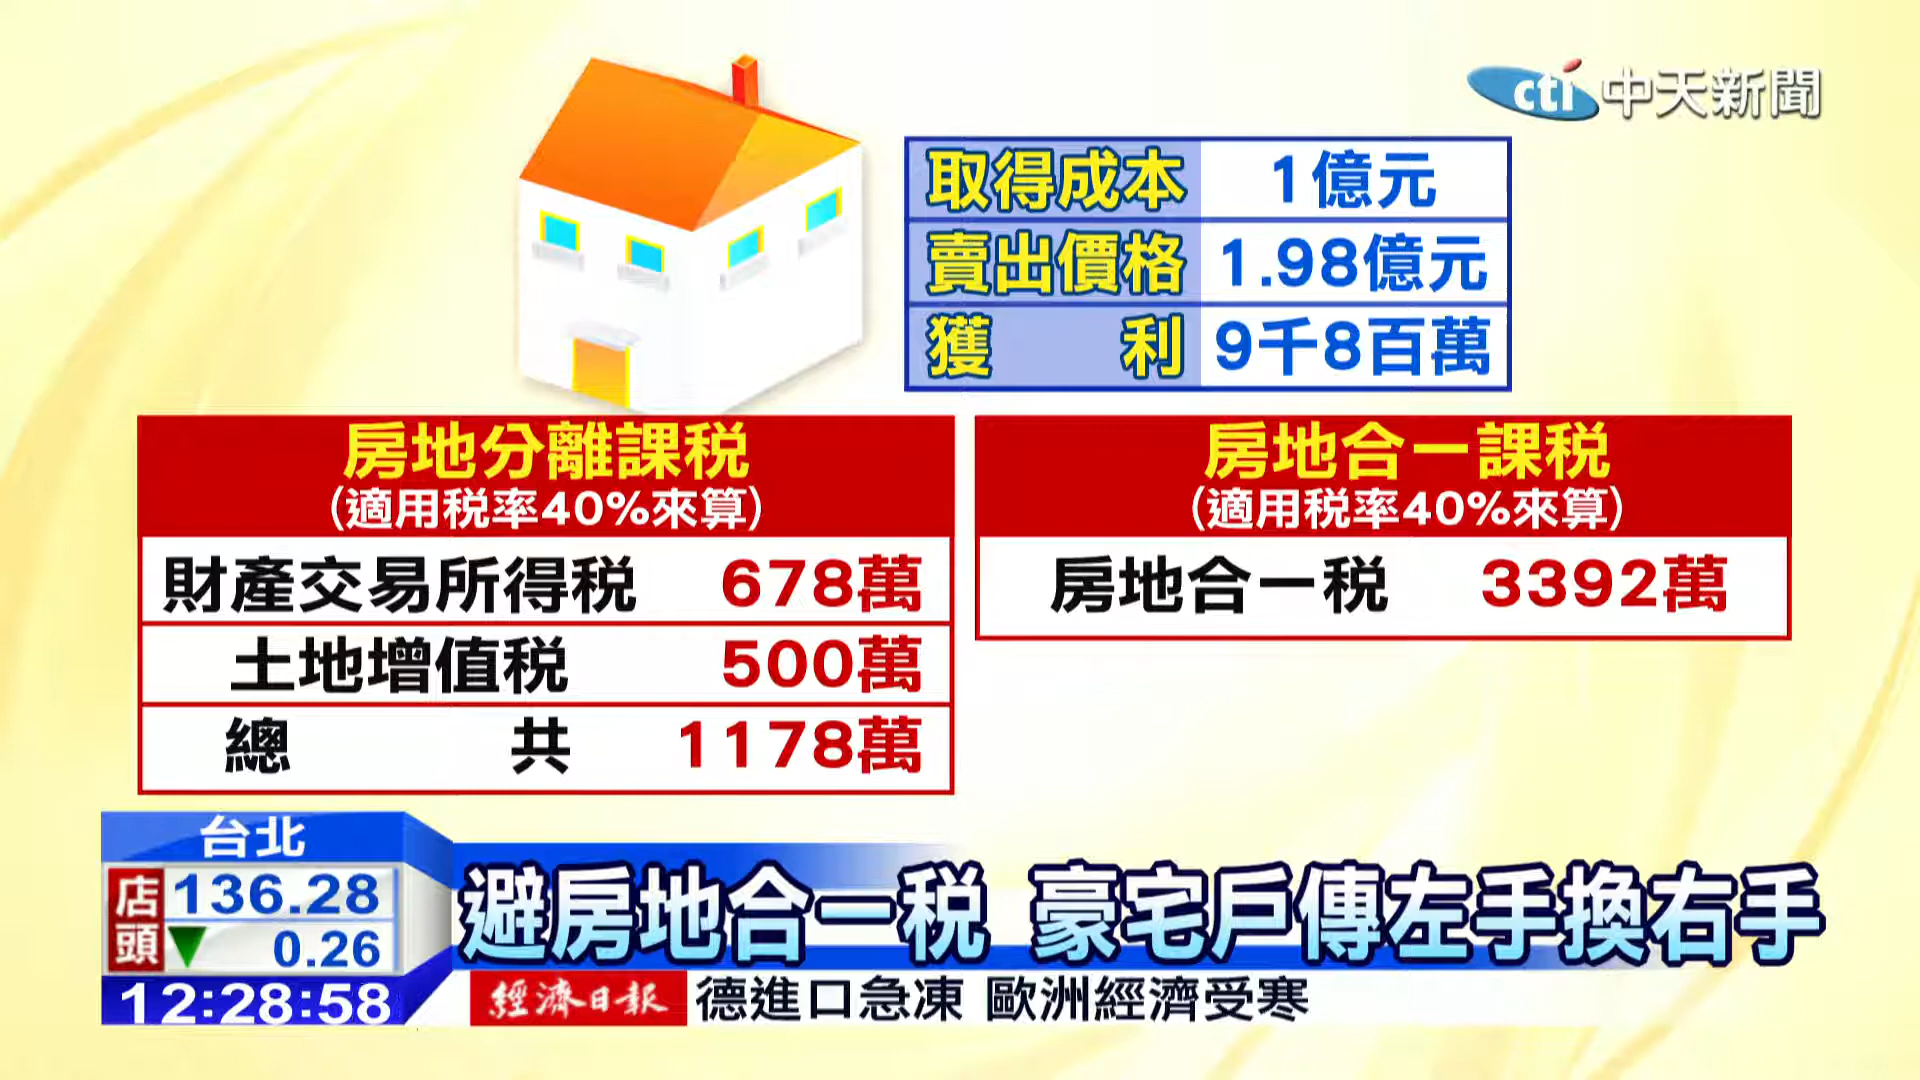 cti 中天新聞
取得成本 1億元
賣出價格 1.98億元
獲利 9千8百萬
房地分離課稅
(適用稅率40%來算)
財產交易所得稅 678萬
土地增值稅 500萬
總共 1178萬
房地合一課稅
(適用稅率40%來算)
房地合一稅 3392萬
台北
店頭 136.28
▼ 0.26
12:28:58
避房地合一稅 豪宅戶傳左手換右手
經濟日報 德進口急凍 歐洲經濟受寒